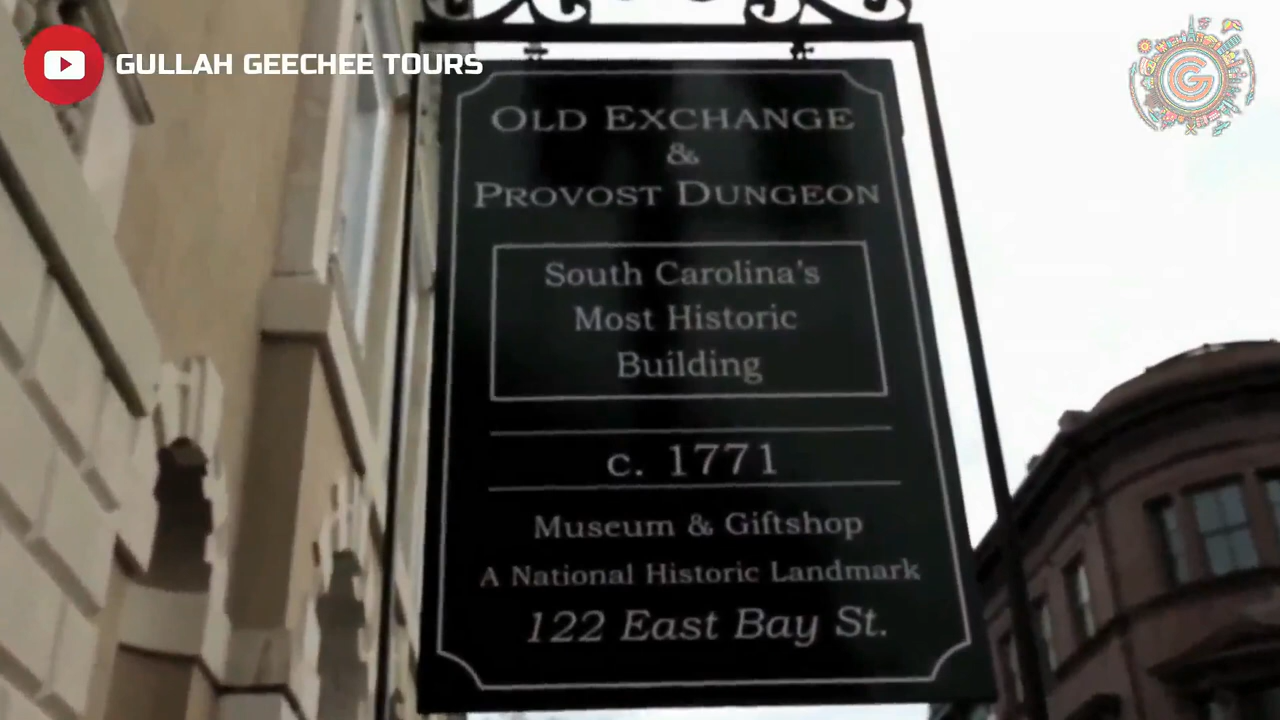 GULLAH GEECHEE TOURS
G
OLD EXCHANGE
&
PROVOST DUNGEON
South Carolina's
Most Historic
Building
c. 1771
Museum & Giftshop
A National Historic Landmark
122 East Bay St.